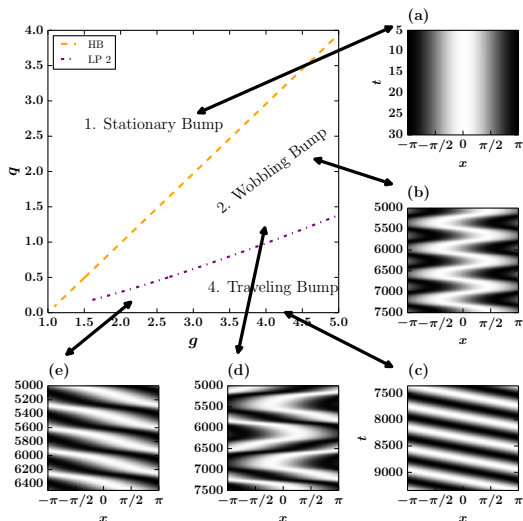 (a)
4.0
3.5
3.0
2.5
2.0
1.5
1.0
0.5
0.0
q
HB
LP 2
1. Stationary Bump
2. Wobbling Bump
4. Traveling Bump
1.0 1.5 2.0 2.5 3.0 3.5 4.0 4.5 5.0
g
5
10
15
20
25
30
t
−π −π/2 0 π/2 π
x
(b)
5000
5500
6000
6500
7000
7500
−π −π/2 0 π/2 π
x
(e)
5000
5200
5400
5600
5800
6000
6200
6400
−π −π/2 0 π/2 π
x
(d)
5000
5500
6000
6500
7000
7500
−π −π/2 0 π/2 π
x
(c)
7500
8000
8500
9000
t
−π −π/2 0 π/2 π
x